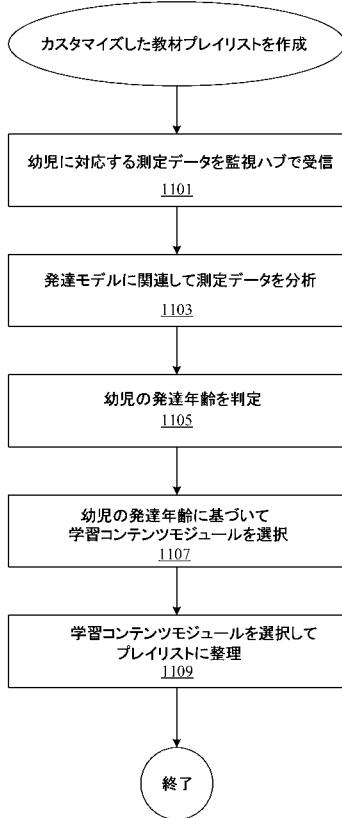 カスタマイズした教材プレイリストを作成
幼児に対応する測定データを監視ハブで受信
1101
発達モデルに関連して測定データを分析
1103
幼児の発達年齢を判定
1105
幼児の発達年齢に基づいて
学習コンテンツモジュールを選択
1107
学習コンテンツモジュールを選択して
プレイリストに整理
1109
終了